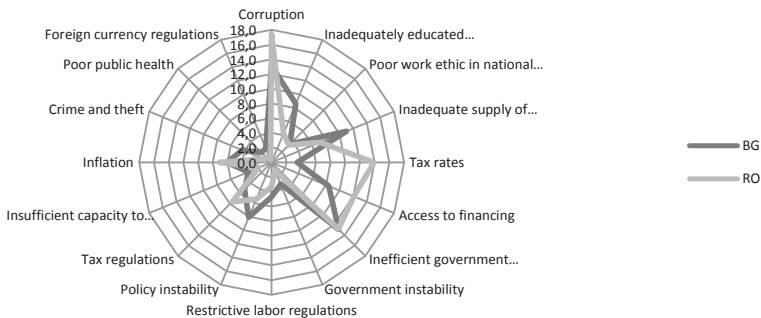 Corruption
Inadequately educated…
Poor work ethic in national…
Inadequate supply of…
Tax rates
Access to financing
Inefficient government…
Government instability
Restrictive labor regulations
Policy instability
Tax regulations
Insufficient capacity to…
Inflation
Crime and theft
Poor public health
Foreign currency regulations
18,0
16,0
14,0
12,0
10,0
8,0
6,0
4,0
2,0
0,0
BG
RO